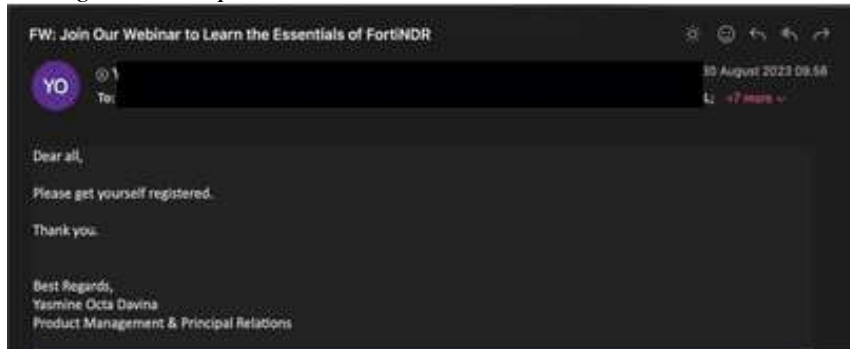 FW: Join Our Webinar to Learn the Essentials of FortiNDR
YO
30 August 2023 09.58
To:
+7 more
Dear all,
Please get yourself registered.
Thank you.
Best Regards,
Yasmine Octa Davina
Product Management & Principal Relations